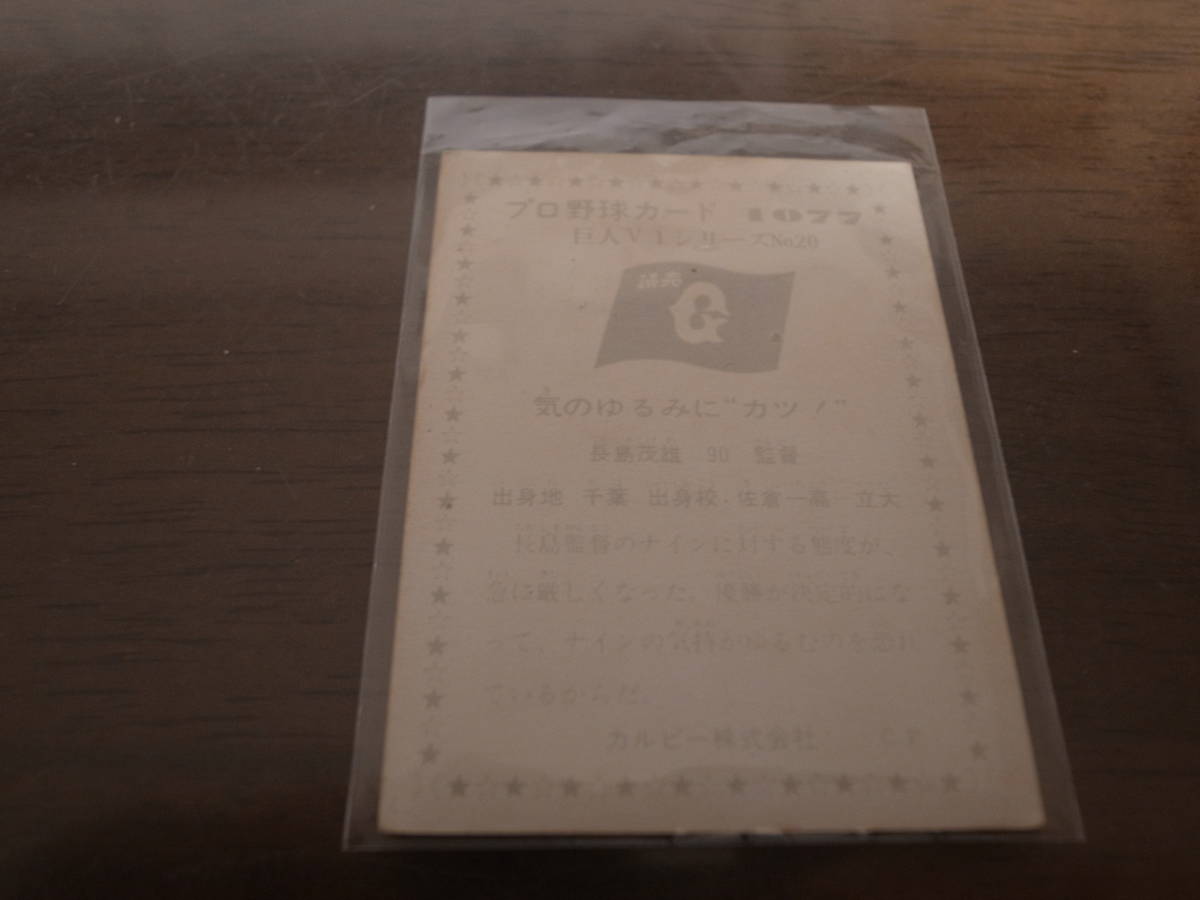 プロ野球カード 1977
巨人V1シリーズNo.20
読売
G
気のゆるみに"カツ!"
長島茂雄 90 監督
出身地 千葉 出身校・佐倉一高 立大
長島監督のナインに対する態度が、
急に厳しくなった。優勝が決定的にな
って、ナインの気持がゆるむのを恐れ
ているからだ。
カルビー株式会社 C.P